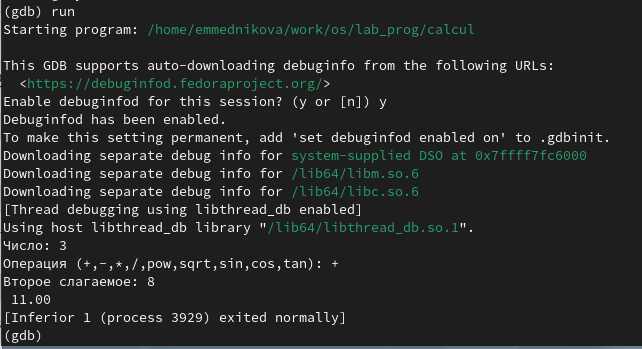 (gdb) run
Starting program: /home/emmednikova/work/os/lab_prog/calcul
This GDB supports auto-downloading debuginfo from the following URLs:
<https://debuginfod.fedoraproject.org/>
Enable debuginfod for this session? (y or [n]) y
Debuginfod has been enabled.
To make this setting permanent, add 'set debuginfod enabled on' to .gdbinit.
Downloading separate debug info for system-supplied DSO at 0x7ffff7fc6000
Downloading separate debug info for /lib64/libm.so.6
Downloading separate debug info for /lib64/libc.so.6
[Thread debugging using libthread_db enabled]
Using host libthread_db library "/lib64/libthread_db.so.1".
Число: 3
Операция (+,-,*,/,pow,sqrt,sin,cos,tan): +
Второе слагаемое: 8
11.00
[Inferior 1 (process 3929) exited normally]
(gdb)